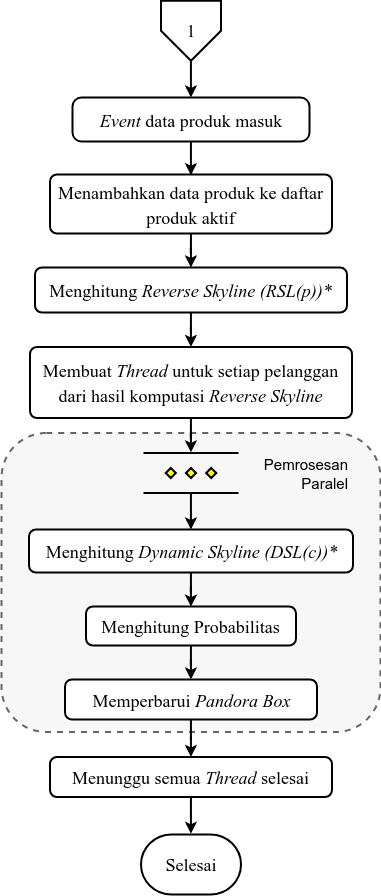 1
Event data produk masuk
Menambahkan data produk ke daftar
produk aktif
Menghitung Reverse Skyline (RSL(p))*
Membuat Thread untuk setiap pelanggan
dari hasil komputasi Reverse Skyline
Pemrosesan
Paralel
Menghitung Dynamic Skyline (DSL(c))*
Menghitung Probabilitas
Memperbarui Pandora Box
Menunggu semua Thread selesai
Selesai